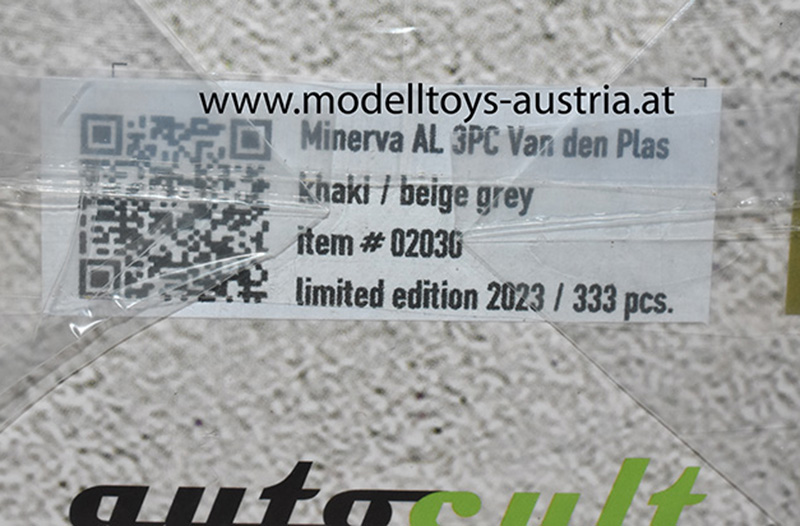 www.modelltoys-austria.at
Minerva AL 3PC Van den Plas
khaki / beige grey
item # 02030
limited edition 2023 / 333 pcs.
autocult